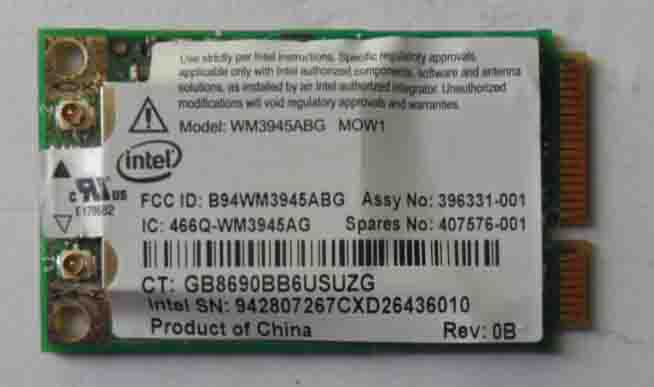 Use strictly per Intel instructions. Specific regulatory approvals
applicable only with Intel authorized components, software and antenna
solutions, as installed by an Intel authorized integrator. Unauthorized
modifications will void regulatory approvals and warranties.
Model: WM3945ABG MOW1
intel
FCC ID: B94WM3945ABG Assy No: 396331-001
IC: 466Q-WM3945AG Spares No: 407576-001
c RU US
E179682
CT: GB8690BB6USUZG
Intel SN: 942807267CXD26436010
Product of China Rev: 0B